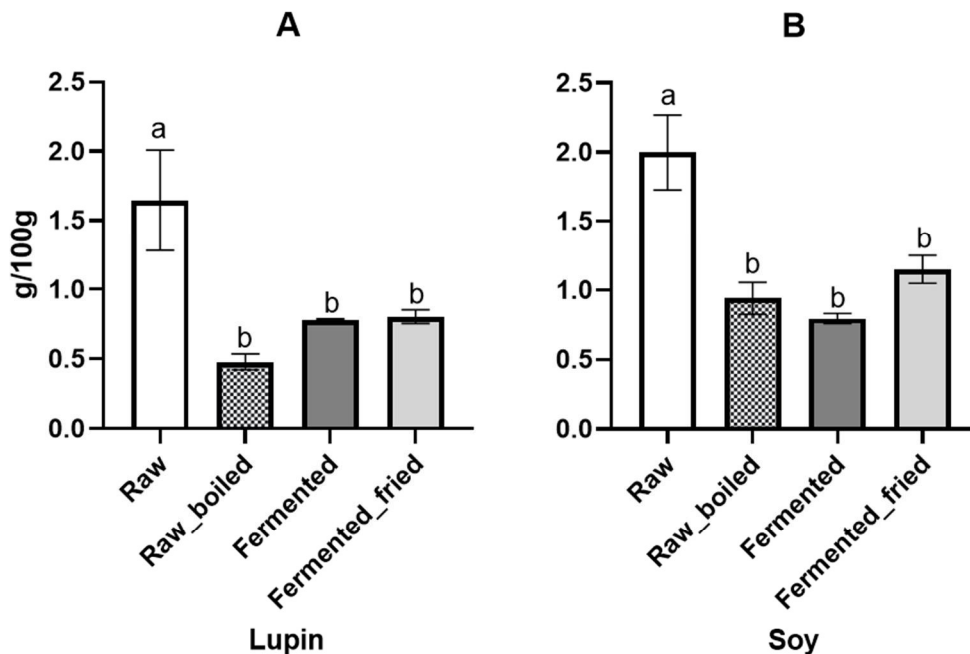 A
g/100g
2.5
2.0
1.5
1.0
0.5
0.0
a
b
b
b
Raw
Raw_boiled
Fermented
Fermented_fried
Lupin
B
2.5
2.0
1.5
1.0
0.5
0.0
a
b
b
b
Raw
Raw_boiled
Fermented
Fermented_fried
Soy